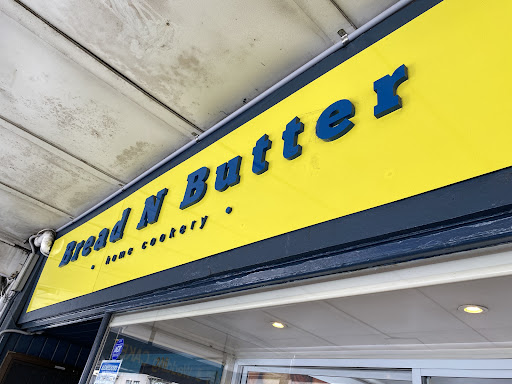 Bread N Butter
• home cookery •